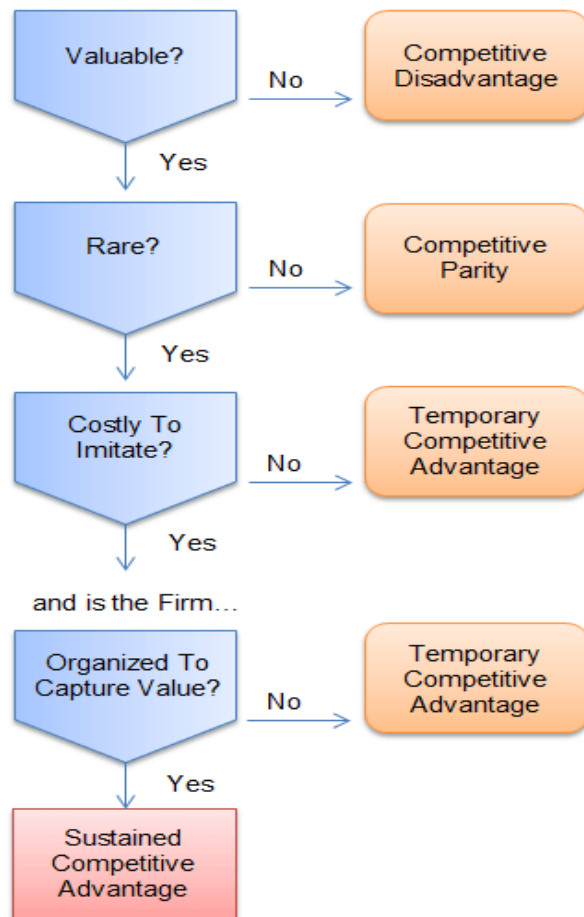 Valuable?
No
Competitive
Disadvantage
Yes
Rare?
No
Competitive
Parity
Yes
Costly To
Imitate?
No
Temporary
Competitive
Advantage
Yes
and is the Firm...
Organized To
Capture Value?
No
Temporary
Competitive
Advantage
Yes
Sustained
Competitive
Advantage